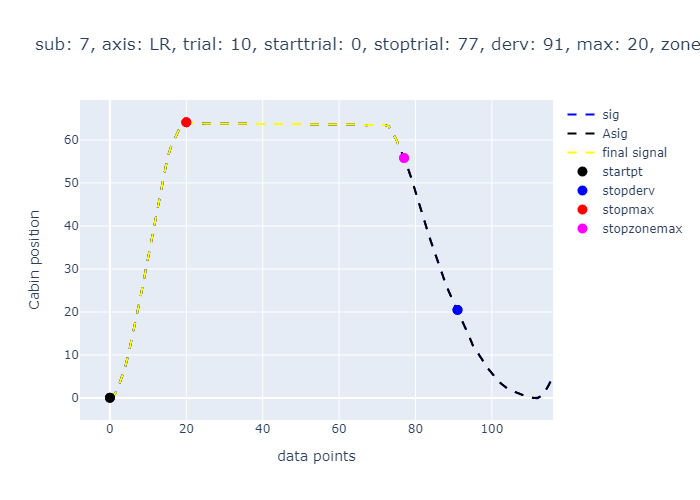 sub: 7, axis: LR, trial: 10, starttrial: 0, stoptrial: 77, derv: 91, max: 20, zone
sig
Asig
final signal
startpt
stopderv
stopmax
stopzonemax
Cabin position
60
50
40
30
20
10
0
0 20 40 60 80 100
data points